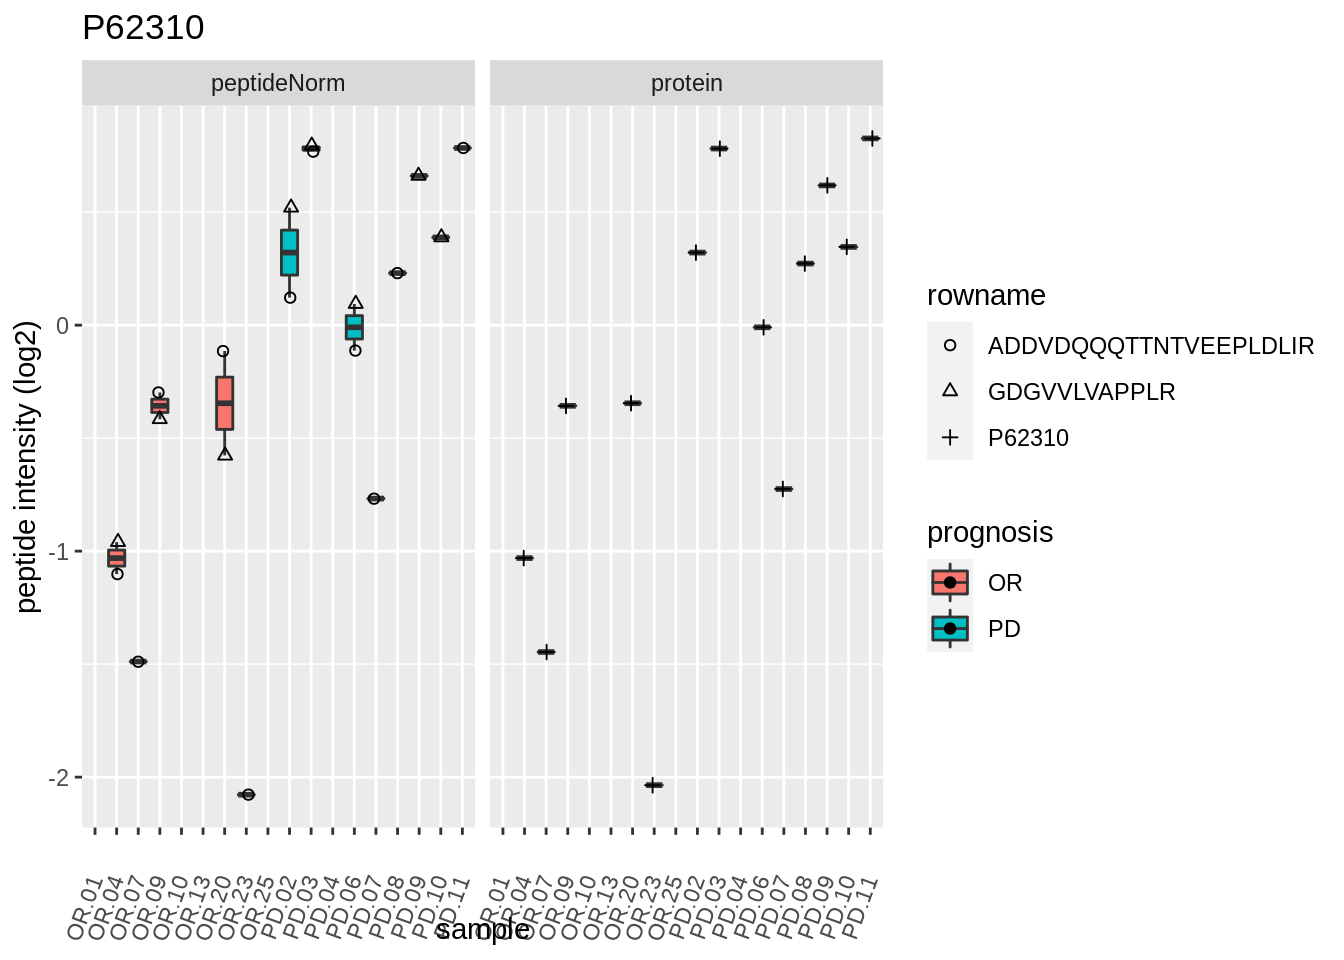 P62310
peptideNorm
protein
peptide intensity (log2)
0
-1
-2
OR.01
OR.04
OR.07
OR.09
OR.10
OR.13
OR.20
OR.23
OR.25
PD.02
PD.03
PD.04
PD.06
PD.07
PD.08
PD.09
PD.10
PD.11
OR.01
OR.04
OR.07
OR.09
OR.10
OR.13
OR.20
OR.23
OR.25
PD.02
PD.03
PD.04
PD.06
PD.07
PD.08
PD.09
PD.10
PD.11
sample
rowname
ADDVDQQQTTNTVEEPLDLIR
GDGVVLVAPPLR
P62310
prognosis
OR
PD